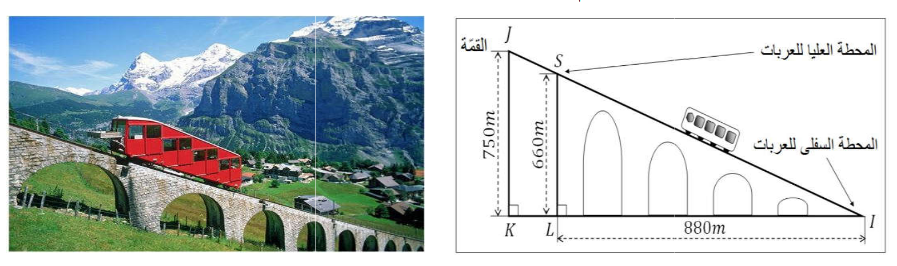 J
القمّة
S
المحطة العليا للعربات
750m
660m
المحطة السفلى للعربات
K
L
880m
I